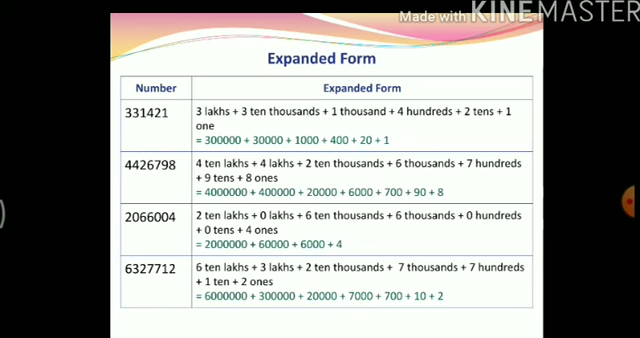 Made with KINEMASTER
Expanded Form
Number Expanded Form
331421 3 lakhs + 3 ten thousands + 1 thousand + 4 hundreds + 2 tens + 1
one
= 300000 + 30000 + 1000 + 400 + 20 + 1
4426798 4 ten lakhs + 4 lakhs + 2 ten thousands + 6 thousands + 7 hundreds
+ 9 tens + 8 ones
= 4000000 + 400000 + 20000 + 6000 + 700 + 90 + 8
2066004 2 ten lakhs + 0 lakhs + 6 ten thousands + 6 thousands + 0 hundreds
+ 0 tens + 4 ones
= 2000000 + 60000 + 6000 + 4
6327712 6 ten lakhs + 3 lakhs + 2 ten thousands + 7 thousands + 7 hundreds
+ 1 ten + 2 ones
= 6000000 + 300000 + 20000 + 7000 + 700 + 10 + 2